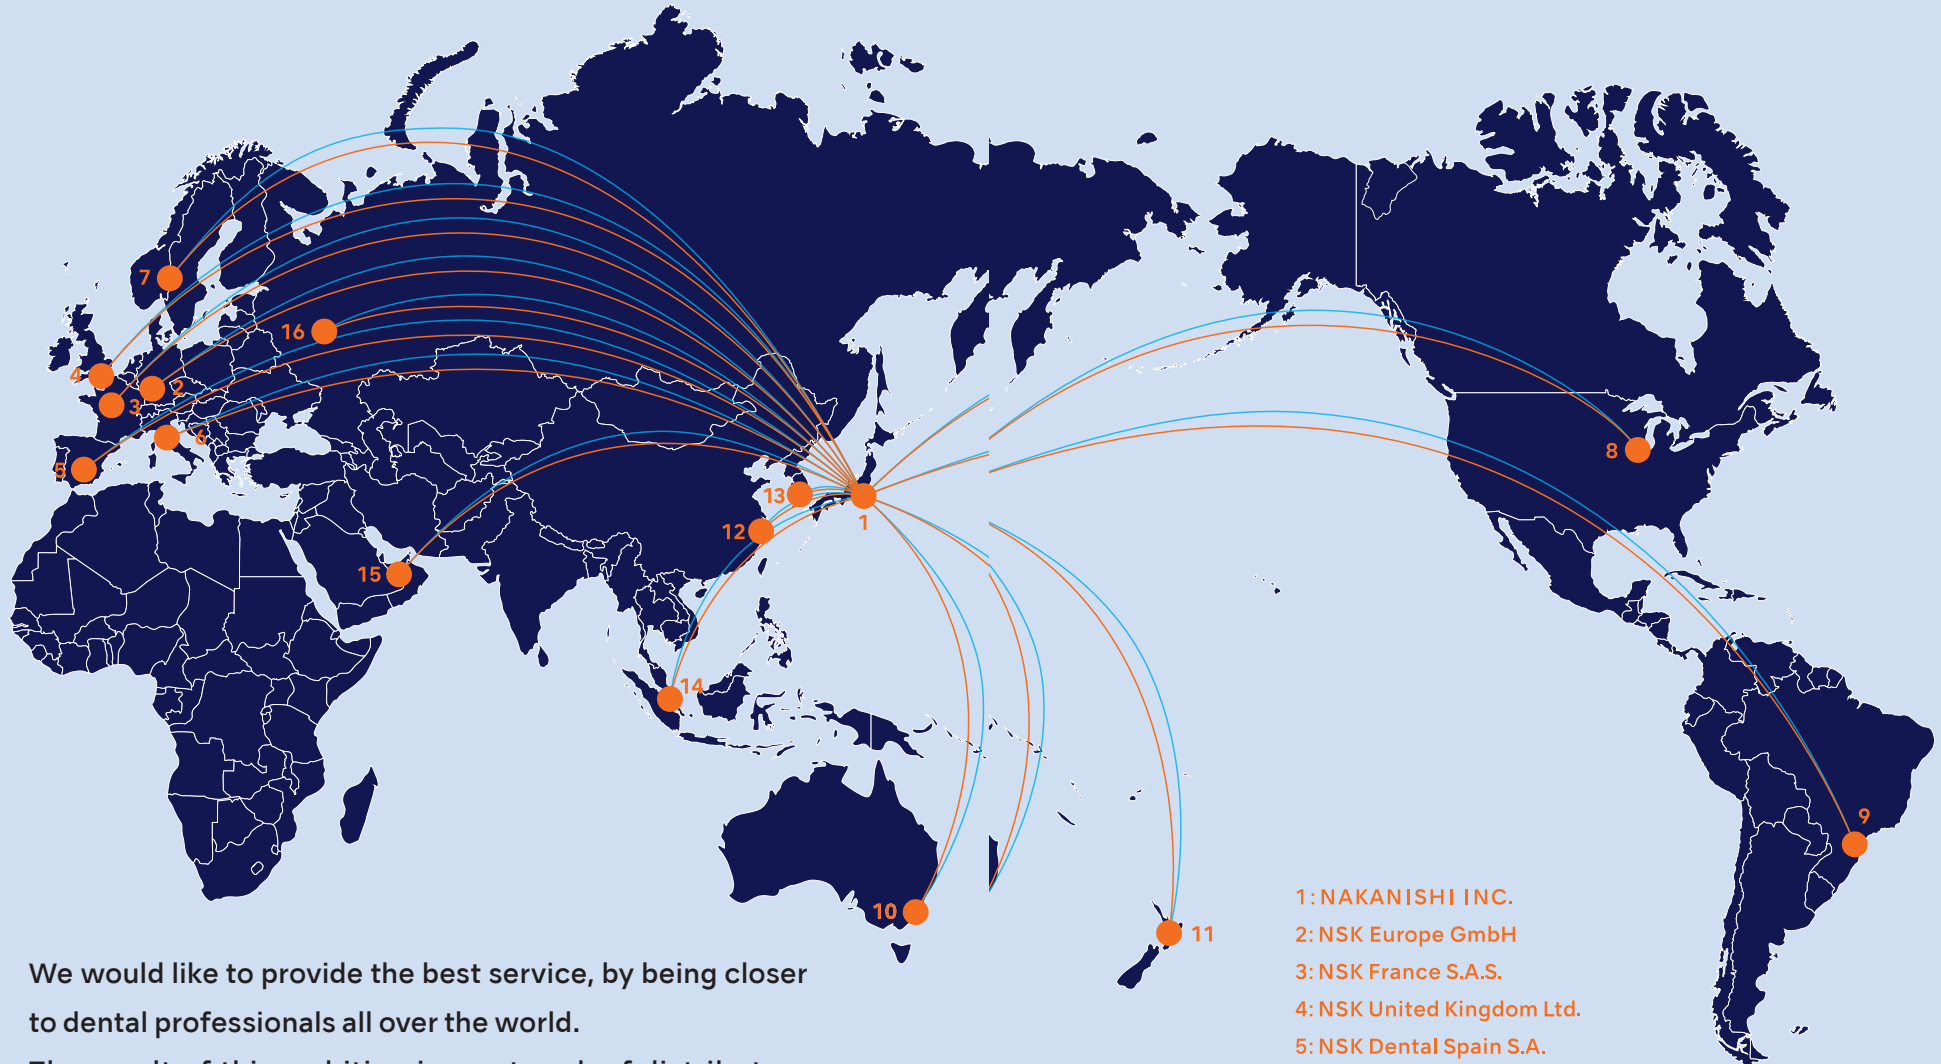 7
16
4
2
3
6
5
8
13
1
12
15
14
9
10
11
1: NAKANISHI INC.
2: NSK Europe GmbH
3: NSK France S.A.S.
4: NSK United Kingdom Ltd.
5: NSK Dental Spain S.A.
We would like to provide the best service, by being closer
to dental professionals all over the world.